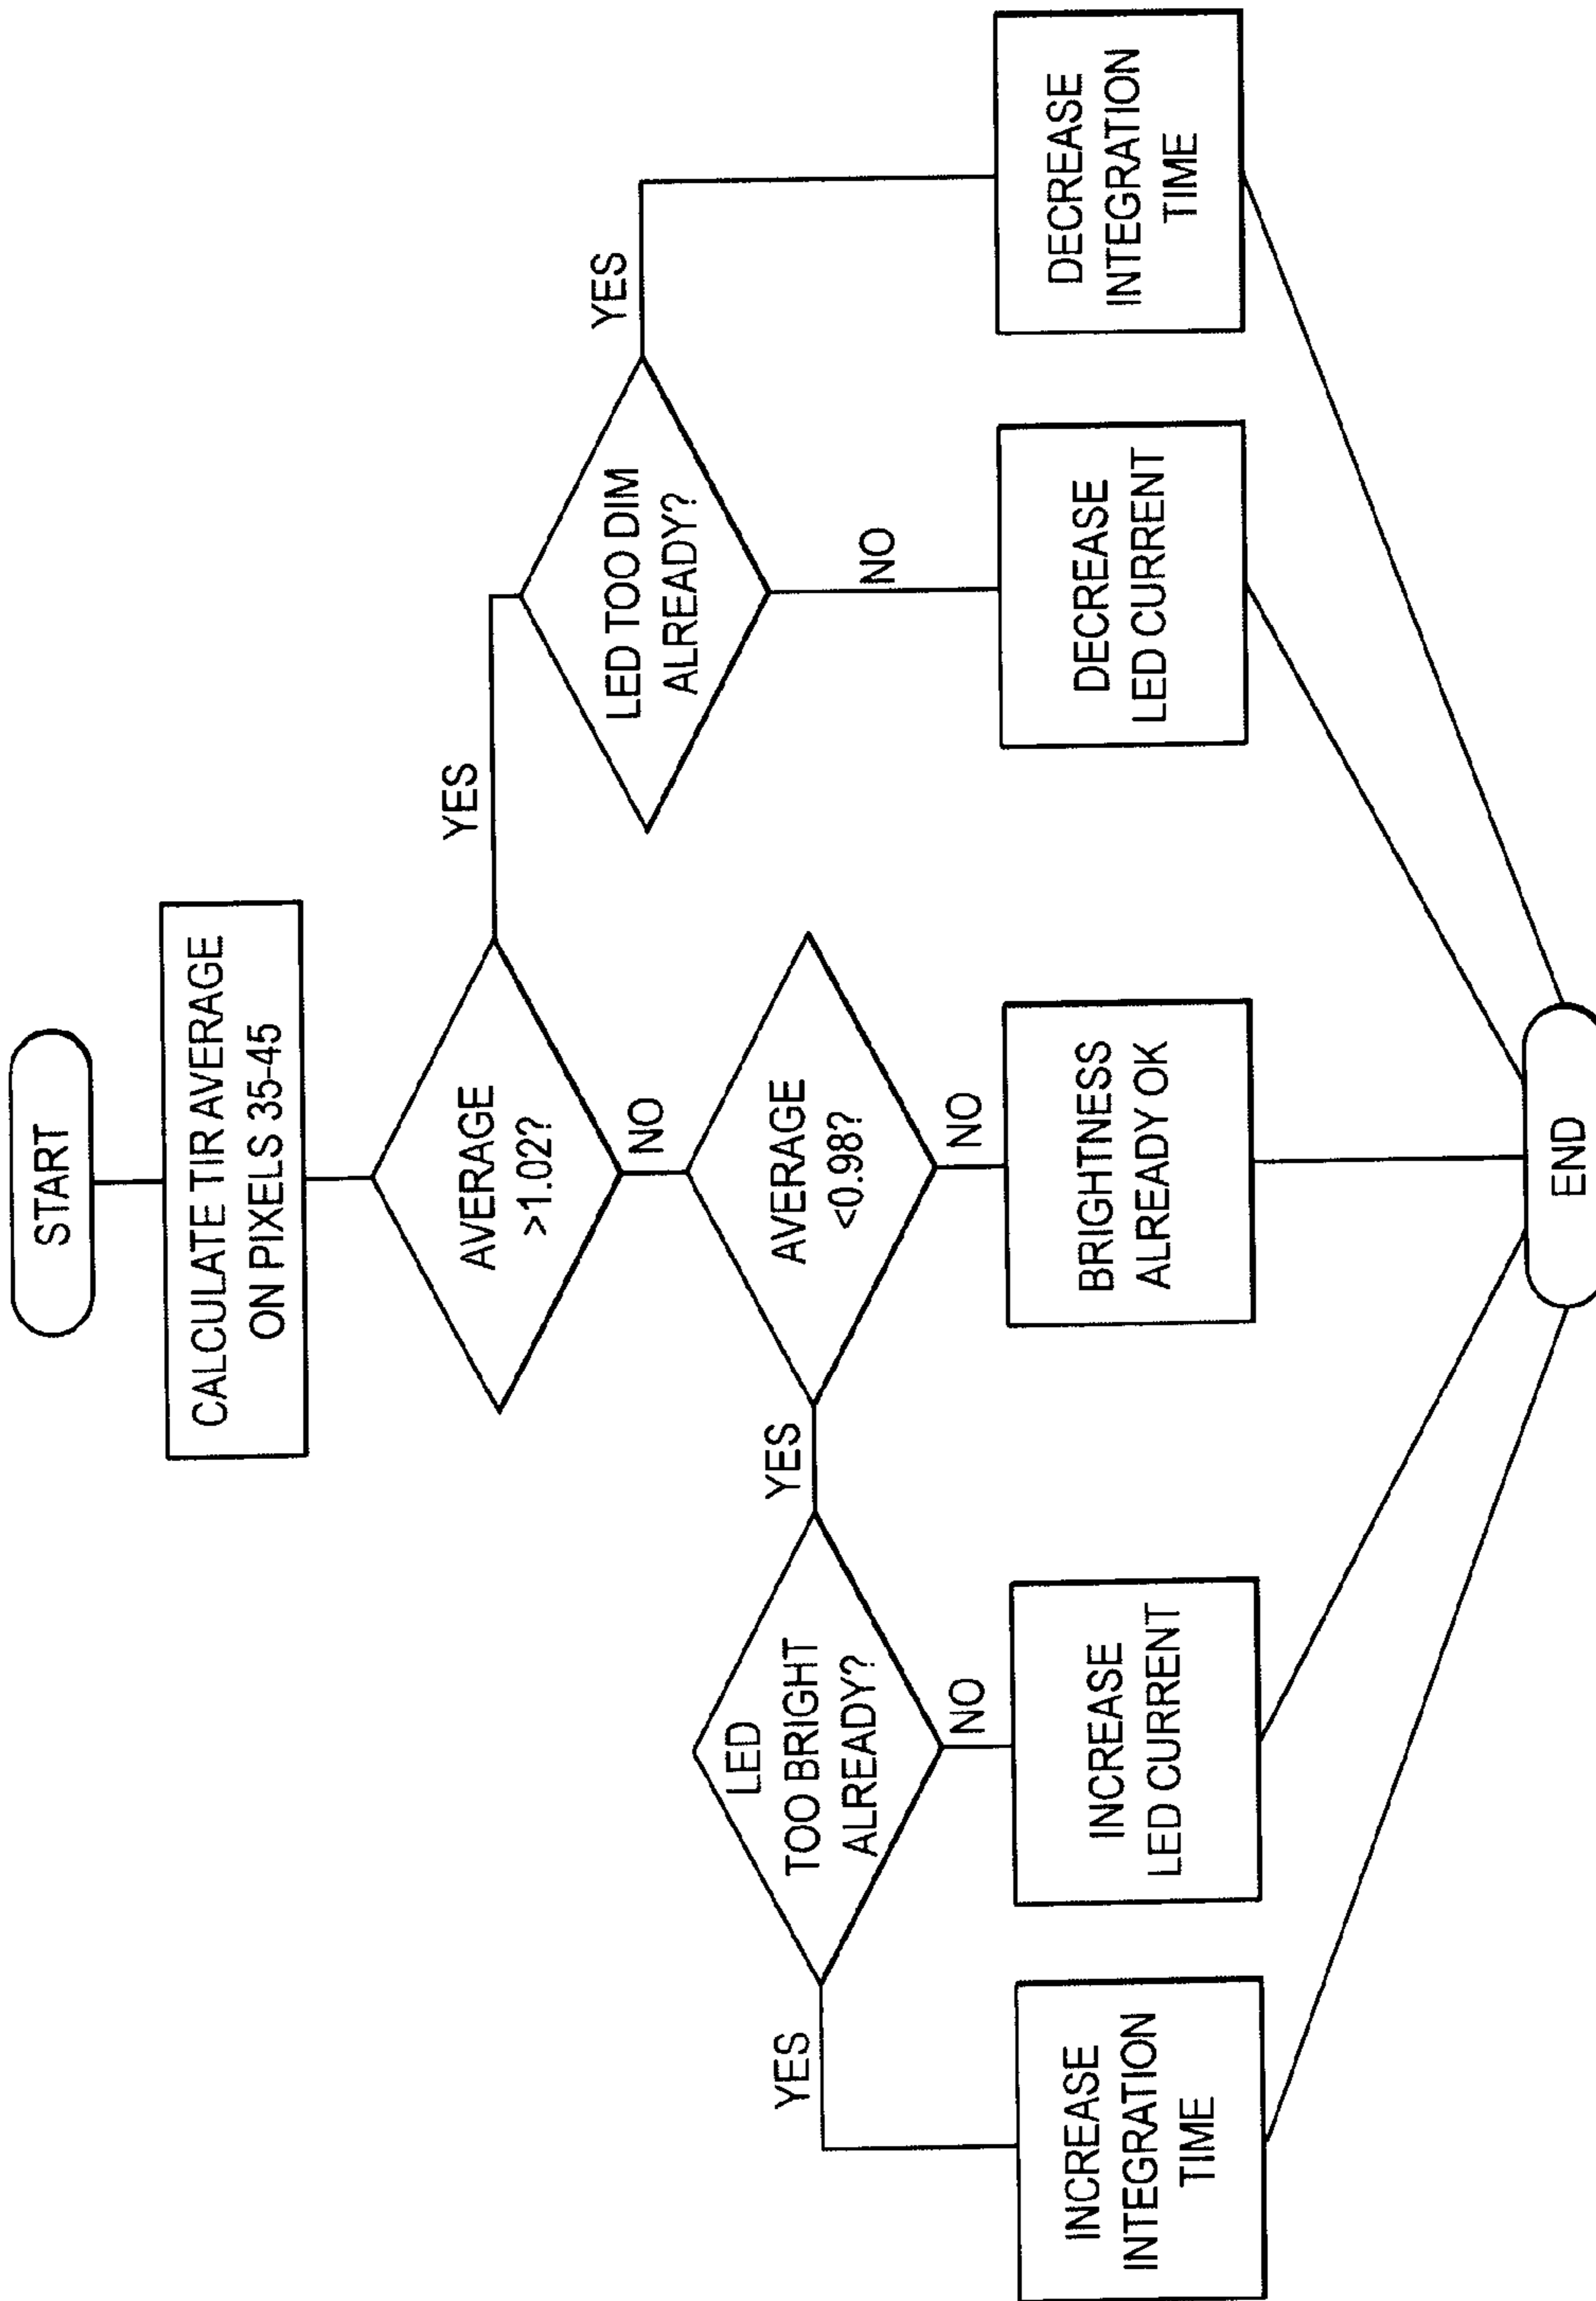 START
CALCULATE TIR AVERAGE
ON PIXELS 35-45
AVERAGE
>1.02?
YES
NO
LED TOO DIM
ALREADY?
YES
NO
AVERAGE
<0.98?
YES
NO
LED
TOO BRIGHT
ALREADY?
YES
NO
INCREASE
INTEGRATION
TIME
INCREASE
LED CURRENT
BRIGHTNESS
ALREADY OK
DECREASE
LED CURRENT
DECREASE
INTEGRATION
TIME
END